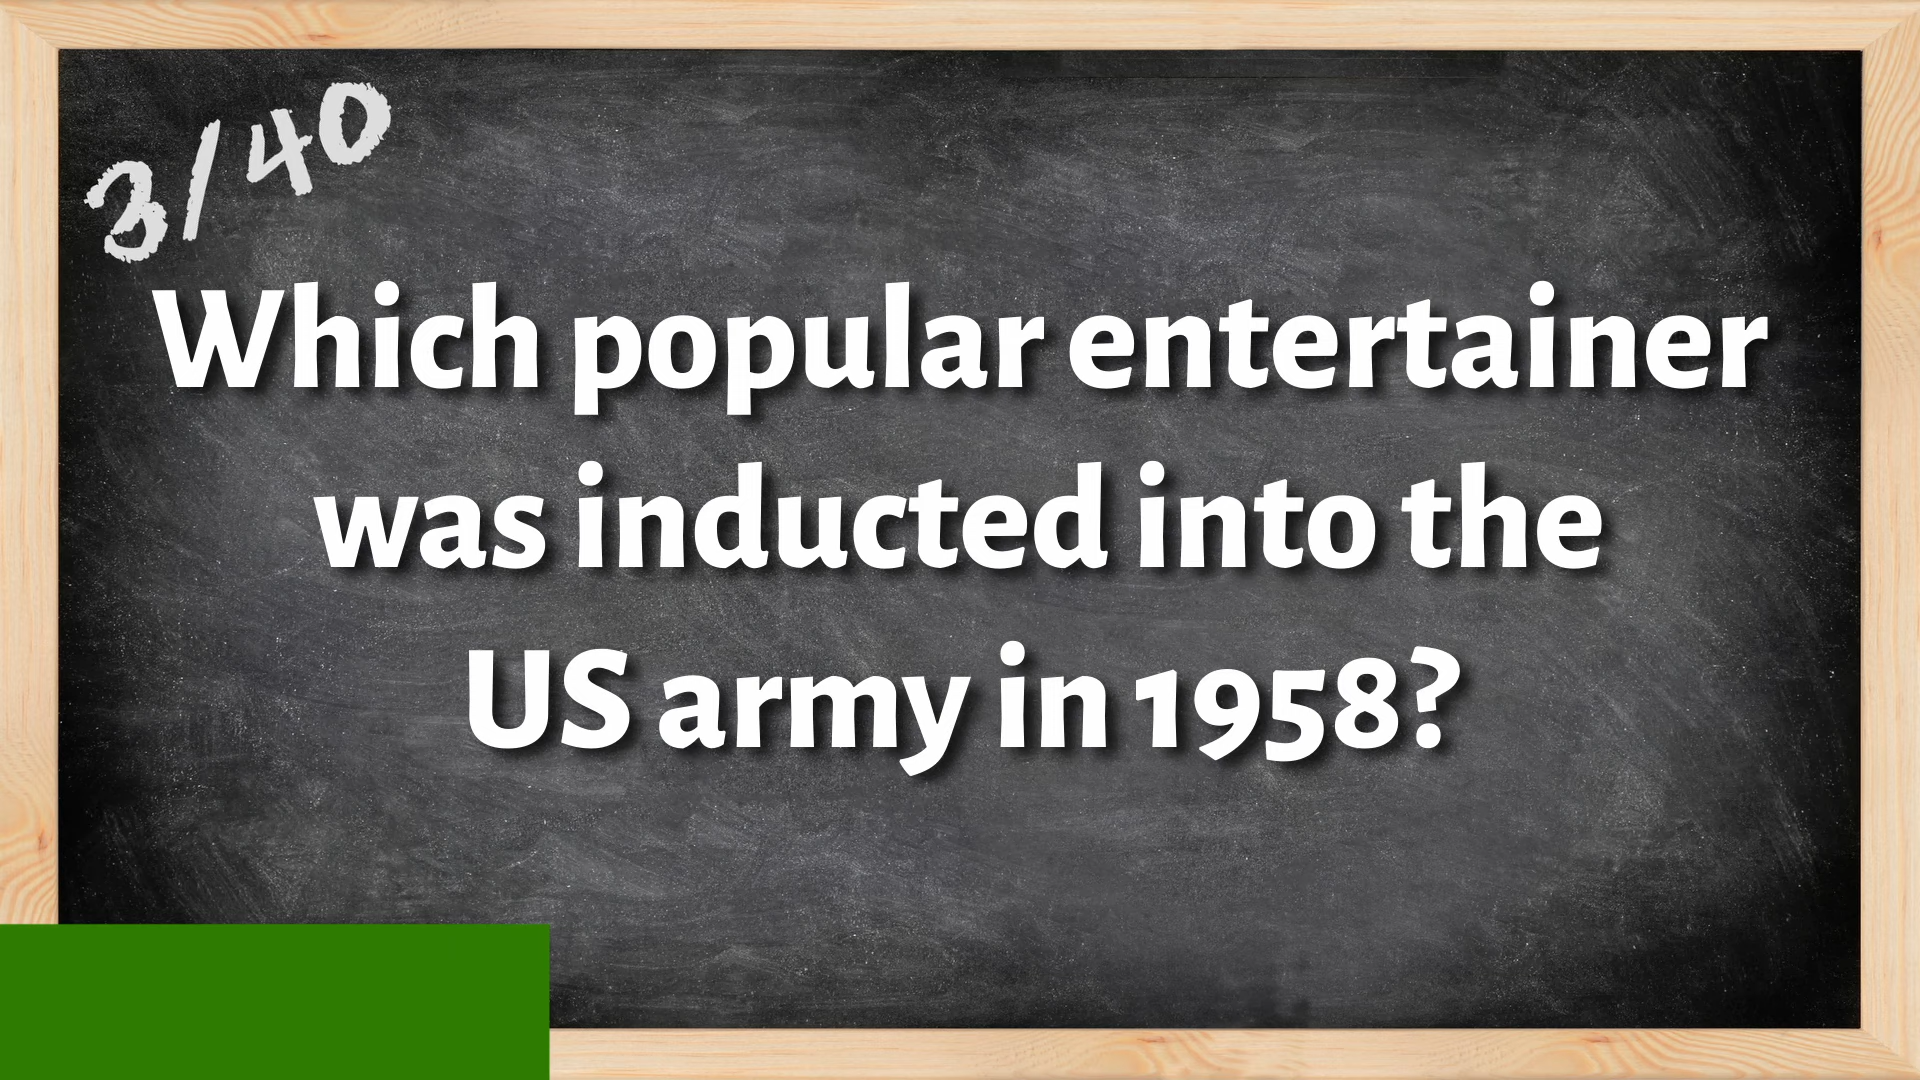 3/40
Which popular entertainer
was inducted into the
US army in 1958?